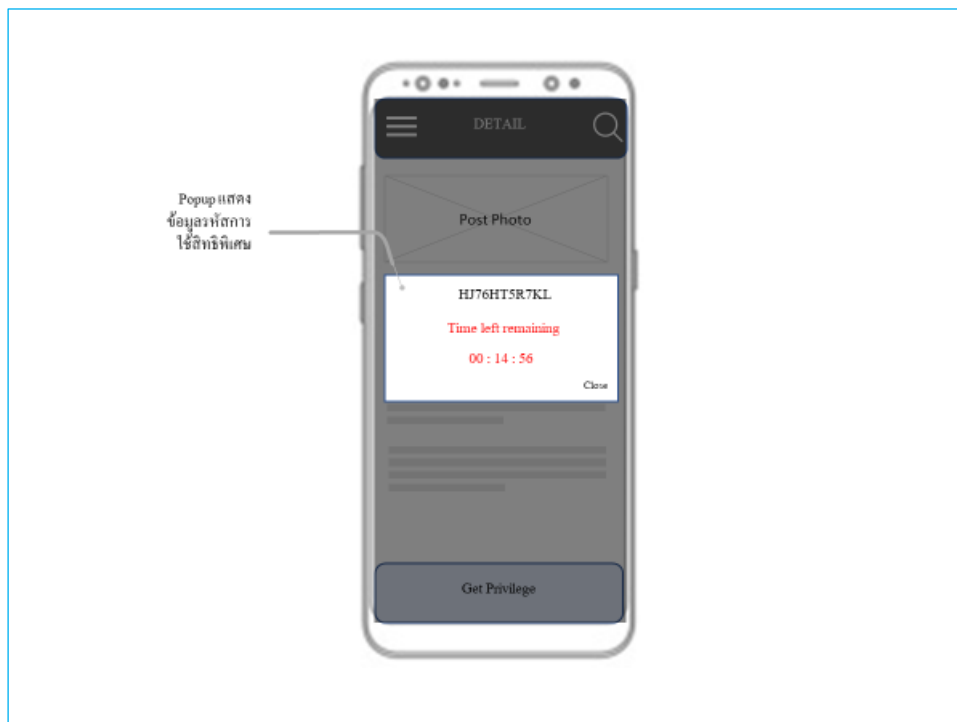 DETAIL
Post Photo
Popup แสดง
ข้อมูลรหัสการ
ใช้สิทธิพิเศษ
HJ76HT5R7KL
Time left remaining
00 : 14 : 56
Close
Get Privilege